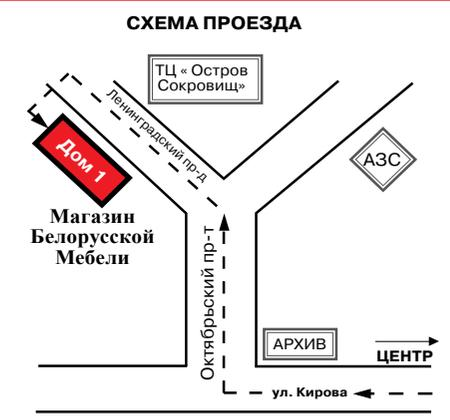 СХЕМА ПРОЕЗДА
ТЦ « Остров
Сокровищ»
Ленинградский пр-д
АЗС
Дом 1
Магазин
Белорусской
Мебели
Октябрьский пр-т
АРХИВ
ЦЕНТР
ул. Кирова